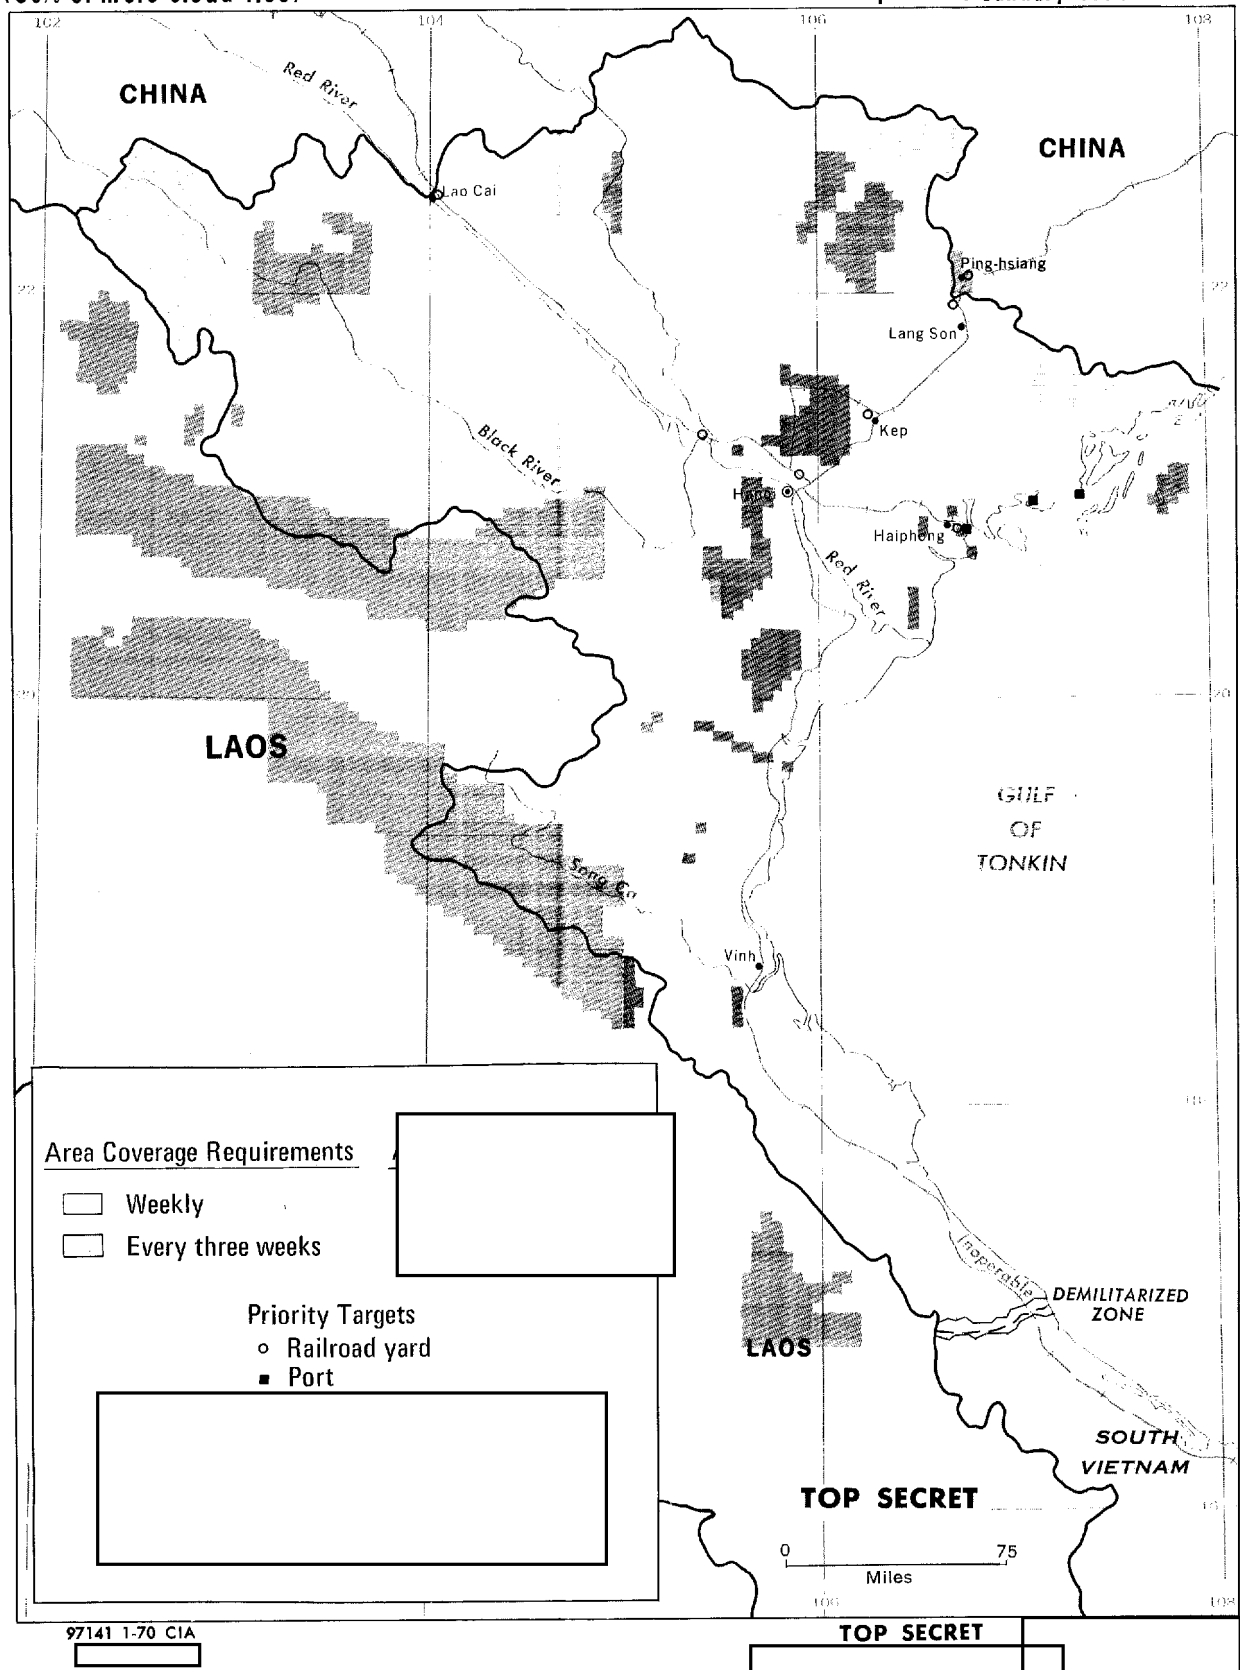 102
104
106
108
Red River
CHINA
CHINA
Lao Cai
Ping-hsiang
22
22
Lang Son
Kep
Black River
Haiphong
Red River
20
LAOS
GULF
OF
TONKIN
Song Ca
Vinh
Area Coverage Requirements
Weekly
Every three weeks
Inoperable
DEMILITARIZED
ZONE
Priority Targets
Railroad yard
Port
LAOS
SOUTH
VIETNAM
TOP SECRET
0 75
Miles
106
108
97141 1-70 CIA
TOP SECRET